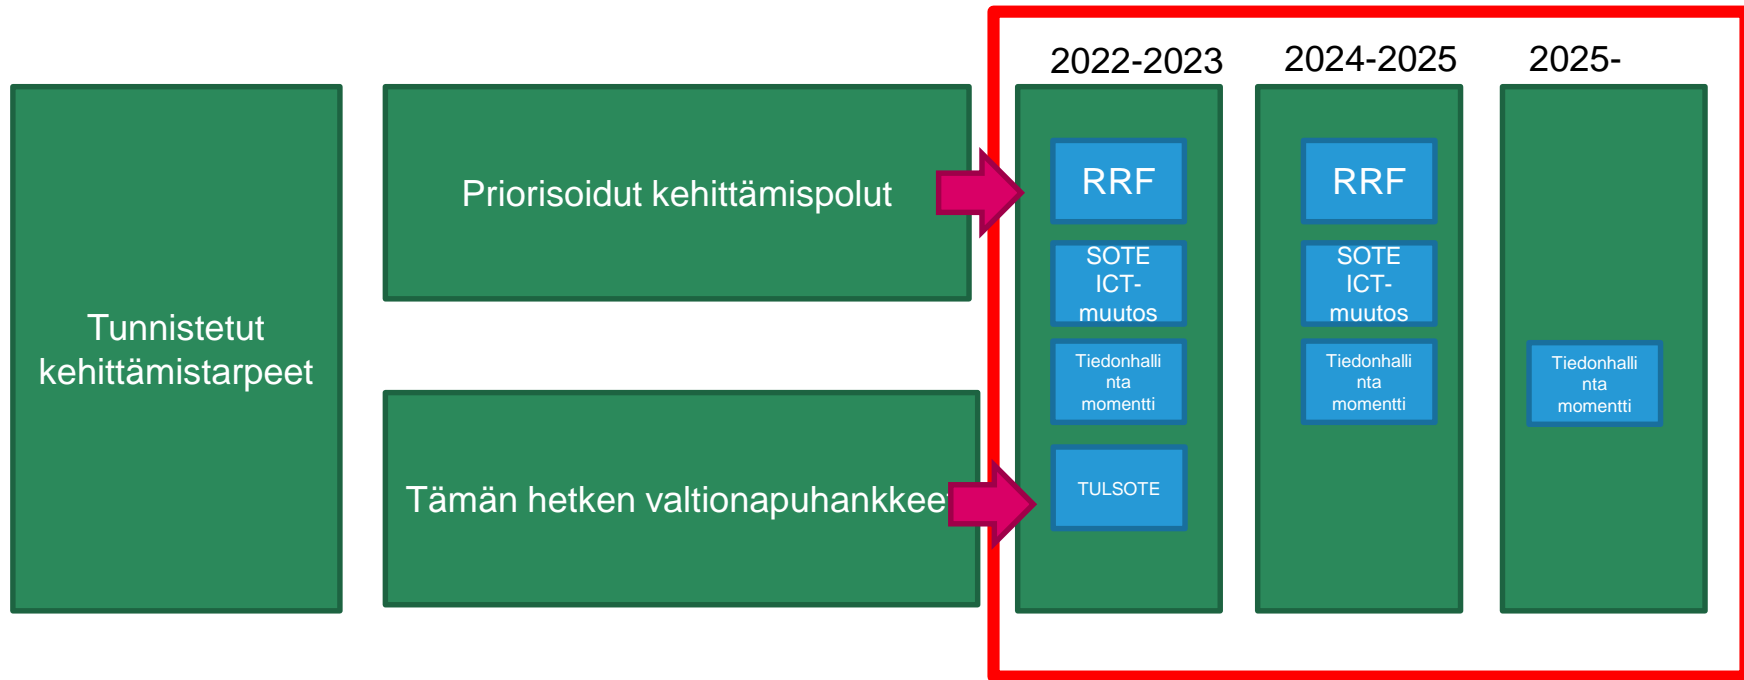 Tunnistetut
kehittämistarpeet
Priorisoidut kehittämispolut
Tämän hetken valtionapuhankkeet
2022-2023
RRF
SOTE
ICT-
muutos
Tiedonhalli
nta
momentti
TULSOTE
2024-2025
RRF
SOTE
ICT-
muutos
Tiedonhalli
nta
momentti
2025-
Tiedonhalli
nta
momentti